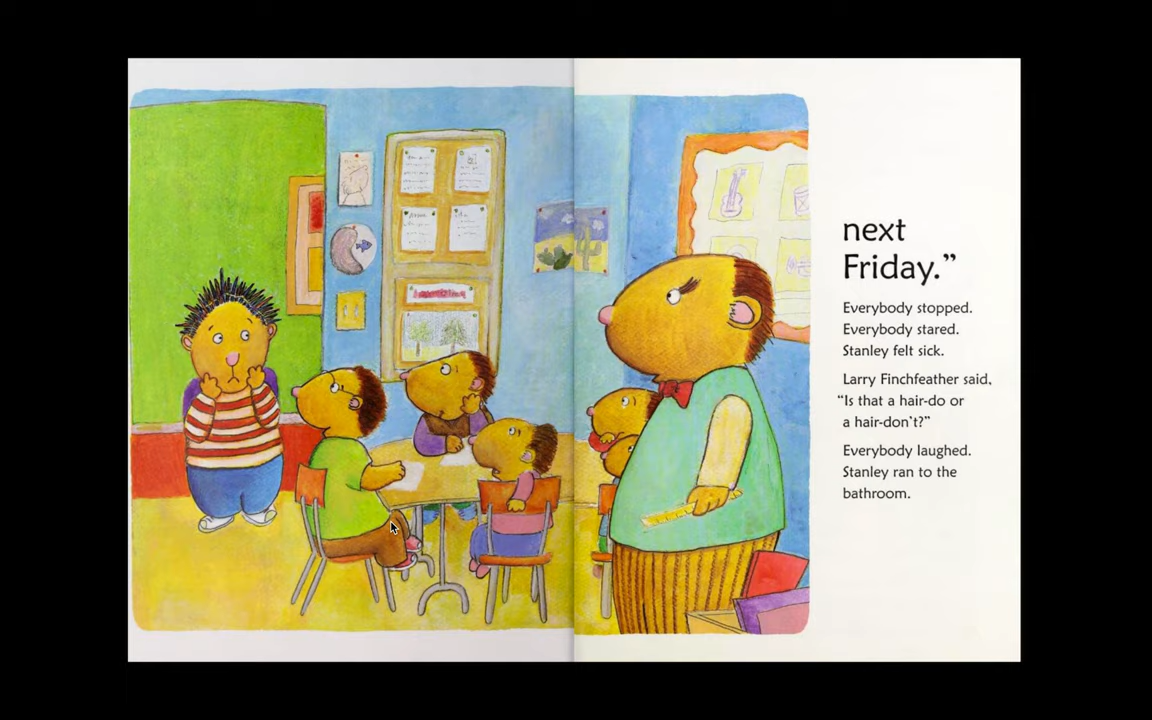 next
Friday.”
Everybody stopped.
Everybody stared.
Stanley felt sick.
Larry Finchfeather said,
“Is that a hair-do or
a hair-don’t?”
Everybody laughed.
Stanley ran to the
bathroom.